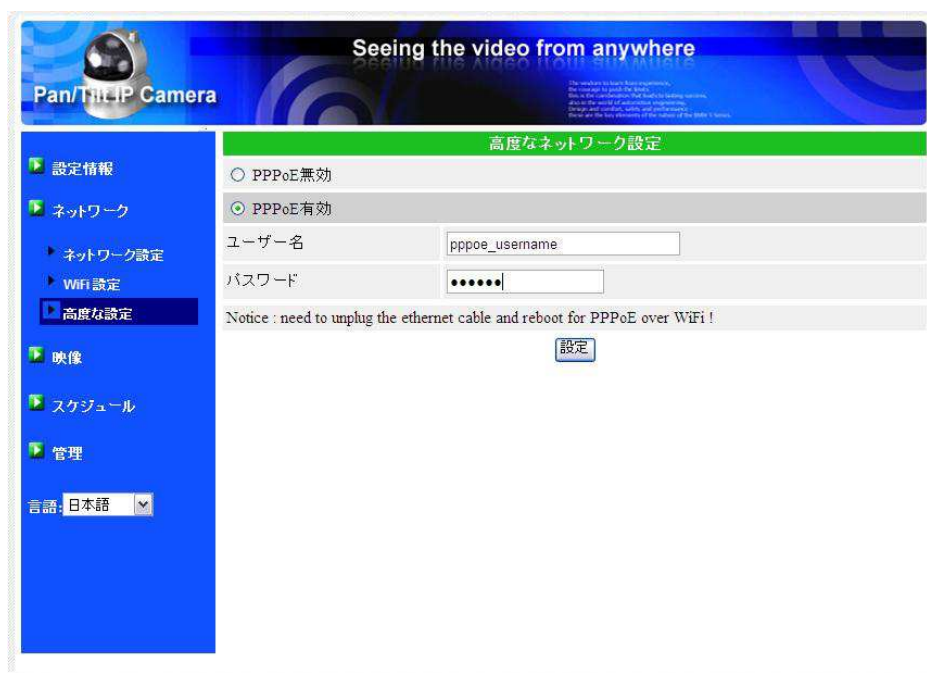 Seeing the video from anywhere
Pan/Tilt IP Camera
設定情報
ネットワーク
ネットワーク設定
WiFi 設定
高度な設定
映像
スケジュール
管理
言語: 日本語
高度なネットワーク設定
PPPoE無効
PPPoE有効
ユーザー名 pppoe_username
パスワード ●●●●●●
Notice : need to unplug the ethernet cable and reboot for PPPoE over WiFi !
設定